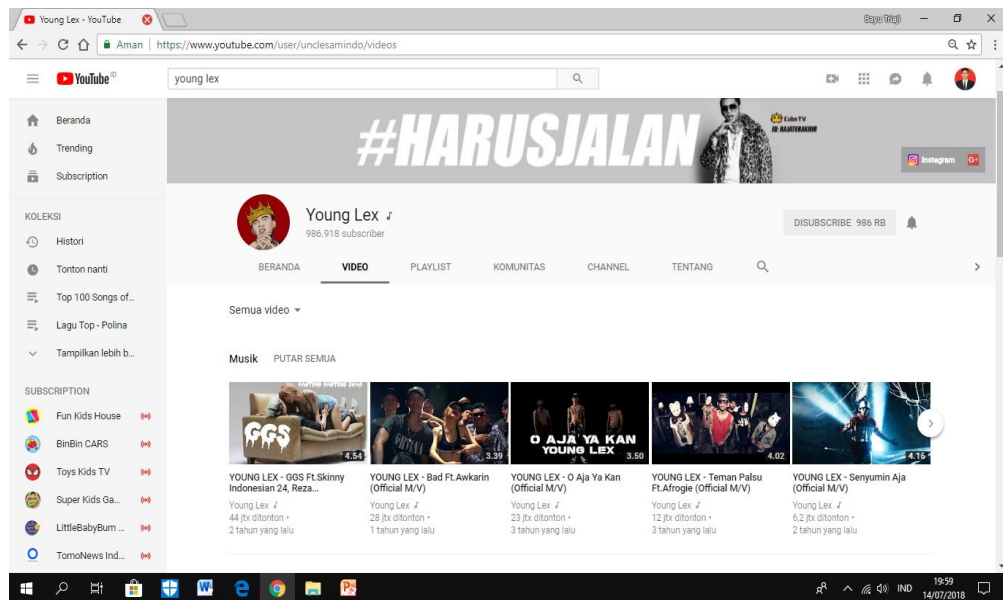 Young Lex - YouTube
Bayu Triaji
Aman
https://www.youtube.com/user/unclesamindo/videos
YouTube ID
young lex
Beranda
Trending
Subscription
KOLEKSI
Histori
Tonton nanti
Top 100 Songs of...
Lagu Top - Polina
Tampilkan lebih b...
SUBSCRIPTION
Fun Kids House
BinBin CARS
Toys Kids TV
Super Kids Ga...
LittleBabyBum ...
TomoNews Ind...
#HARUSJALAN
Cube TV
ID: RAJATERAKHIR
Instagram G+
Young Lex
986.918 subscriber
DISUBSCRIBE 986 RB
BERANDA VIDEO PLAYLIST KOMUNITAS CHANNEL TENTANG
Semua video
Musik PUTAR SEMUA
GGS
4.54
YOUNG LEX - GGS Ft.Skinny
Indonesian 24, Reza...
Young Lex
44 jtx ditonton •
2 tahun yang lalu
3.39
YOUNG LEX - Bad Ft.Awkarin
(Official M/V)
Young Lex
28 jtx ditonton •
1 tahun yang lalu
O AJA YA KAN
YOUNG LEX
3.50
YOUNG LEX - O Aja Ya Kan
(Official M/V)
Young Lex
23 jtx ditonton •
3 tahun yang lalu
4.02
YOUNG LEX - Teman Palsu
Ft.Afrogie (Official M/V)
Young Lex
12 jtx ditonton •
3 tahun yang lalu
4.16
YOUNG LEX - Senyumin Aja
(Official M/V)
Young Lex
6,2 jtx ditonton •
2 tahun yang lalu
IND
19:59
14/07/2018